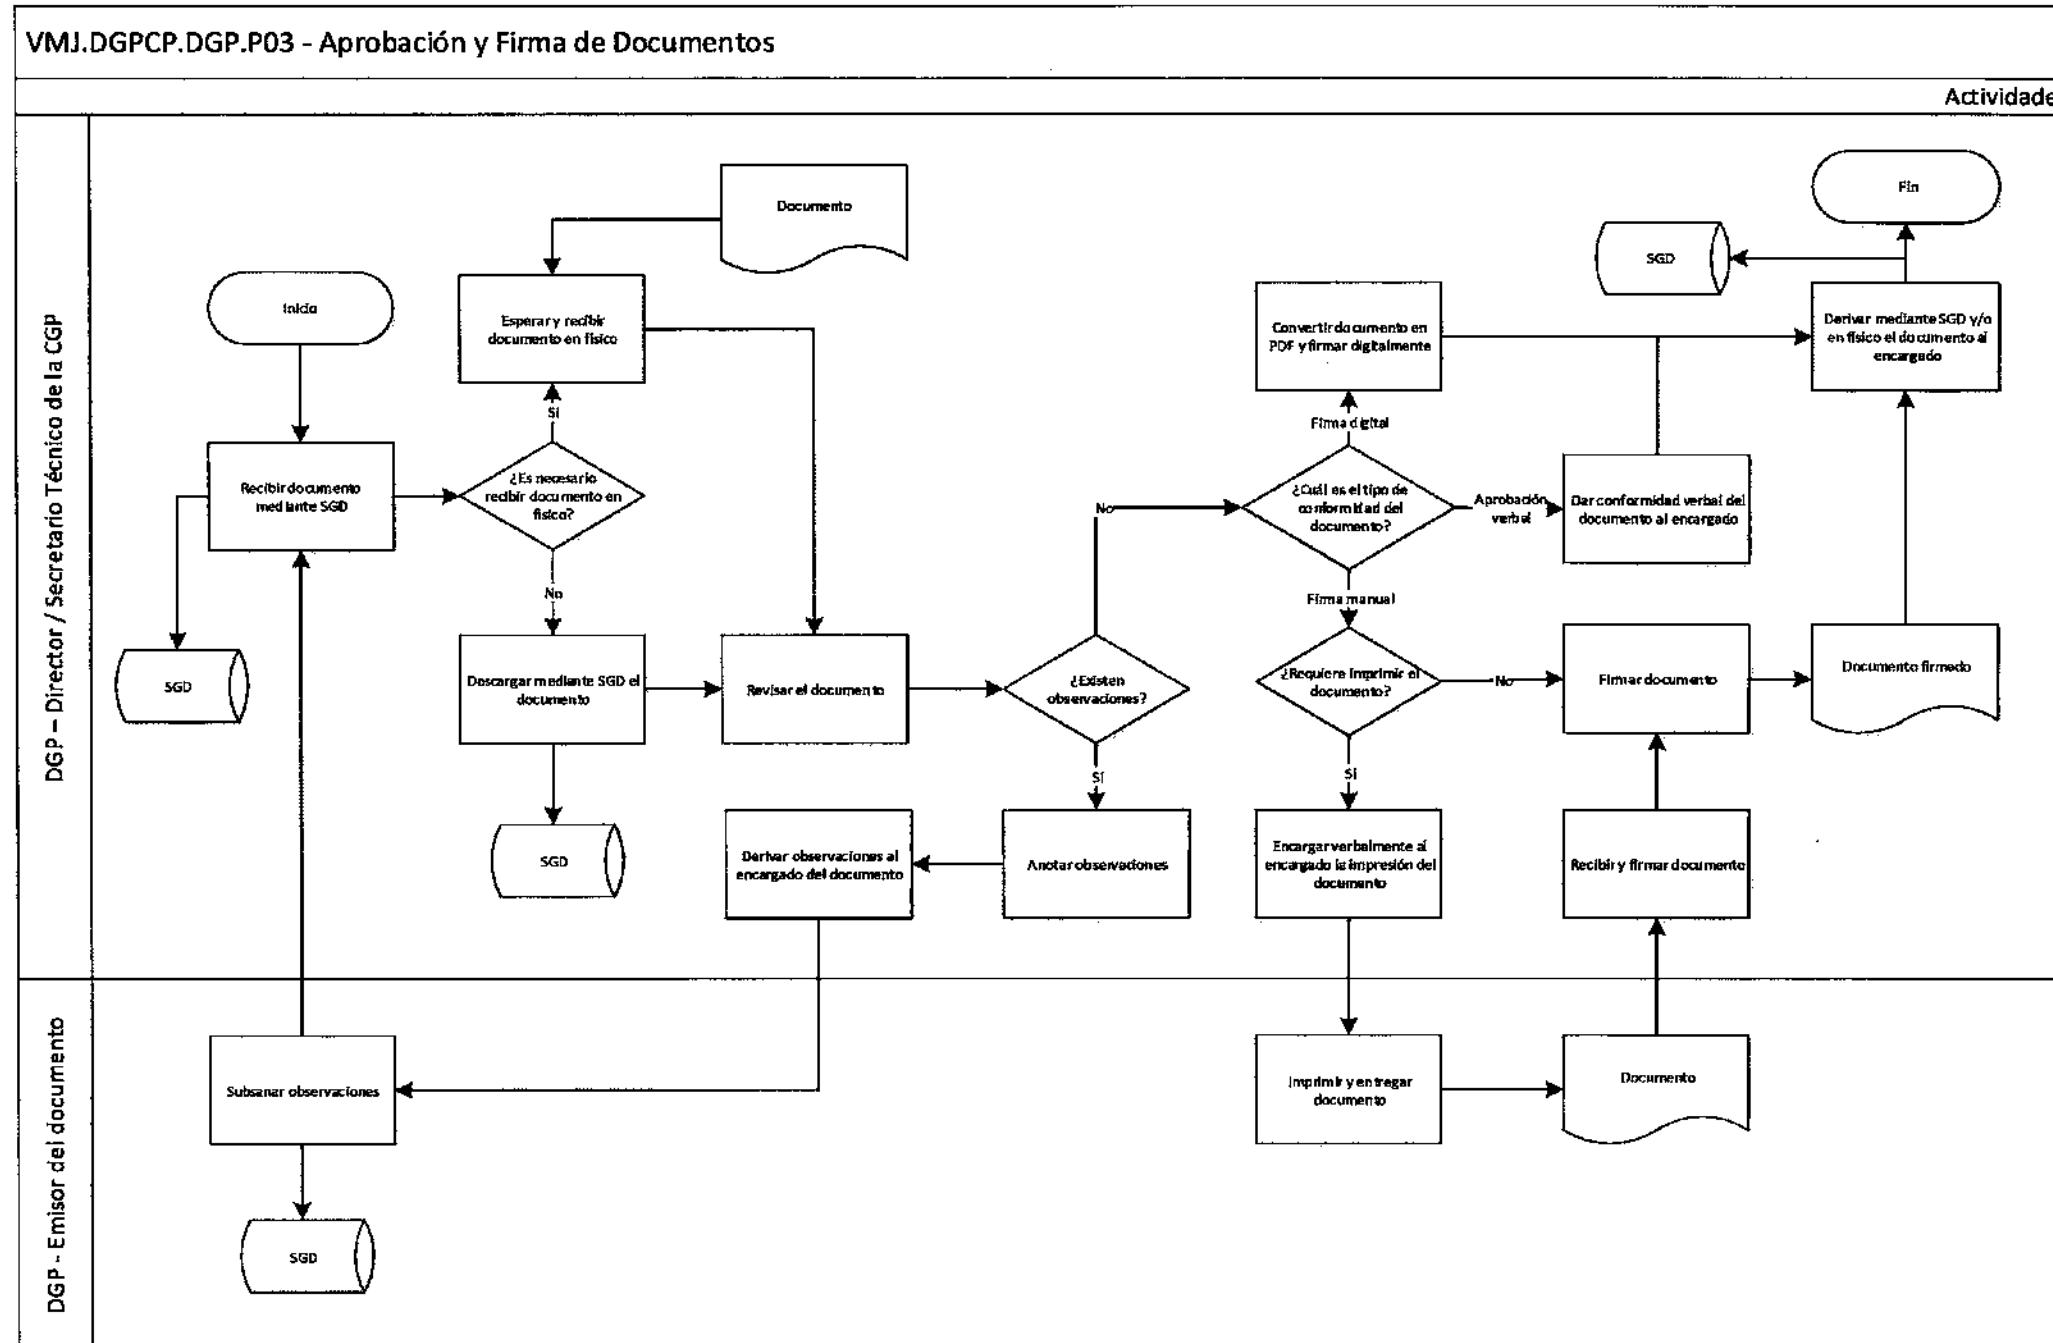 VMJ.DGPCP.DGP.P03 - Aprobación y Firma de Documentos
Actividade
DGP – Director / Secretario Técnico de la CGP
Documento
Fin
SGD
Inicio
Esperar y recibir
documento en físico
Convertir documento en
PDF y firmar digitalmente
Derivar mediante SGD y/o
en físico el documento al
encargado
Sí
Firma digital
Recibir documento
mediante SGD
¿Es necesario
recibir documento en
físico?
No
¿Cuál es el tipo de
conformidad del
documento?
Aprobación
verbal
Dar conformidad verbal del
documento al encargado
No
Firma manual
SGD
Descargar mediante SGD el
documento
Revisar el documento
¿Existen
observaciones?
¿Requiere imprimir el
documento?
No
Firmar documento
Documento firmado
Sí
Sí
SGD
Derivar observaciones al
encargado del documento
Anotar observaciones
Encargar verbalmente al
encargado la impresión del
documento
Recibir y firmar documento
DGP - Emisor del documento
Subsanar observaciones
Imprimir y entregar
documento
Documento
SGD